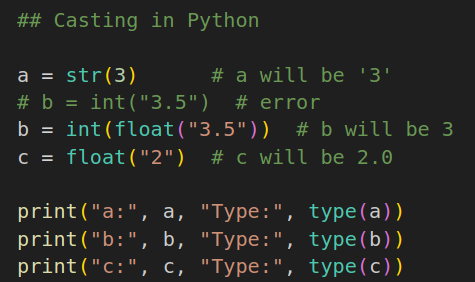 ## Casting in Python
a = str(3)      # a will be '3'
# b = int("3.5")  # error
b = int(float("3.5"))  # b will be 3
c = float("2")  # c will be 2.0
print("a:", a, "Type:", type(a))
print("b:", b, "Type:", type(b))
print("c:", c, "Type:", type(c))